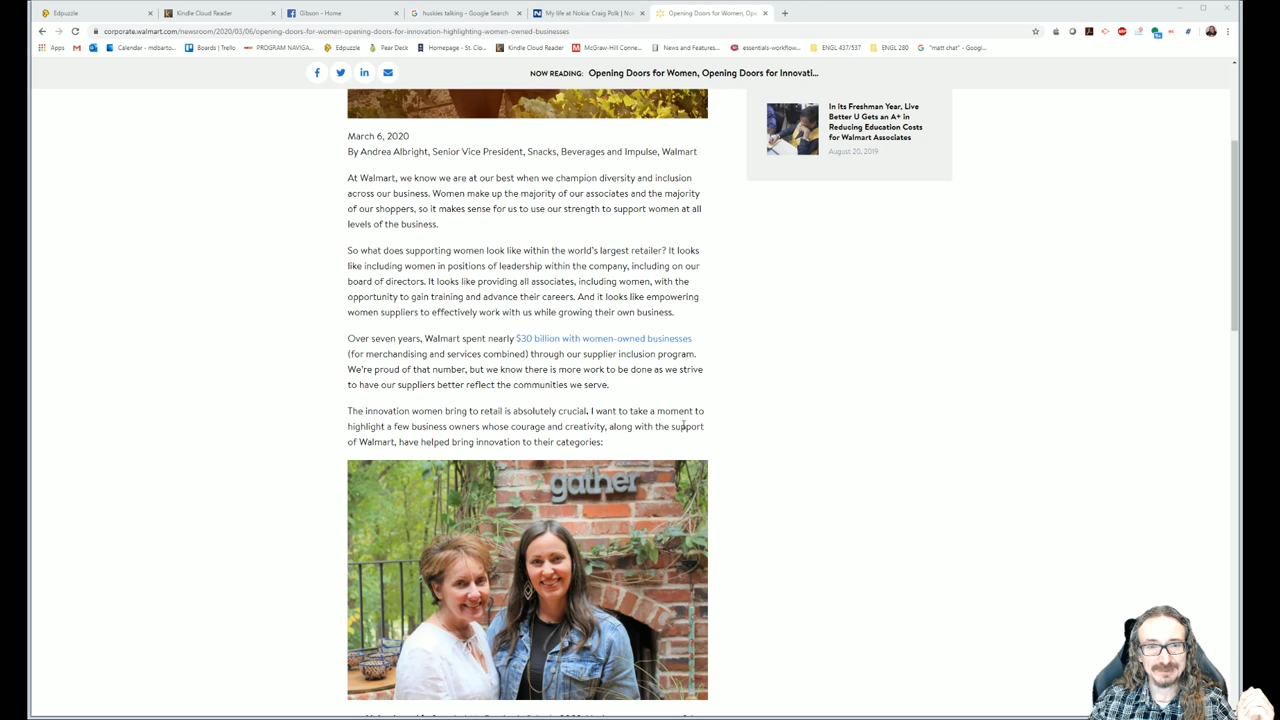 Edpuzzle
Kindle Cloud Reader
Gibson - Home
huskies talking - Google Search
My life at Nokia: Craig Polk | No
Opening Doors for Women, Ope
corporate.walmart.com/newsroom/2020/03/06/opening-doors-for-women-opening-doors-for-innovation-highlighting-women-owned-businesses
Apps
Calendar - mdbarto...
Boards | Trello
PROGRAM NAVIGA...
Edpuzzle
Pear Deck
Homepage - St. Clo...
Kindle Cloud Reader
McGraw-Hill Conne...
News and Features...
essentials-workflow...
ENGL 437/537
ENGL 280
"matt chat" - Googl...
NOW READING: Opening Doors for Women, Opening Doors for Innovati...
In Its Freshman Year, Live
Better U Gets an A+ in
Reducing Education Costs
for Walmart Associates
August 20, 2019
March 6, 2020
By Andrea Albright, Senior Vice President, Snacks, Beverages and Impulse, Walmart
At Walmart, we know we are at our best when we champion diversity and inclusion
across our business. Women make up the majority of our associates and the majority
of our shoppers, so it makes sense for us to use our strength to support women at all
levels of the business.
So what does supporting women look like within the world's largest retailer? It looks
like including women in positions of leadership within the company, including on our
board of directors. It looks like providing all associates, including women, with the
opportunity to gain training and advance their careers. And it looks like empowering
women suppliers to effectively work with us while growing their own business.
Over seven years, Walmart spent nearly $30 billion with women-owned businesses
(for merchandising and services combined) through our supplier inclusion program.
We're proud of that number, but we know there is more work to be done as we strive
to have our suppliers better reflect the communities we serve.
The innovation women bring to retail is absolutely crucial. I want to take a moment to
highlight a few business owners whose courage and creativity, along with the support
of Walmart, have helped bring innovation to their categories:
gather